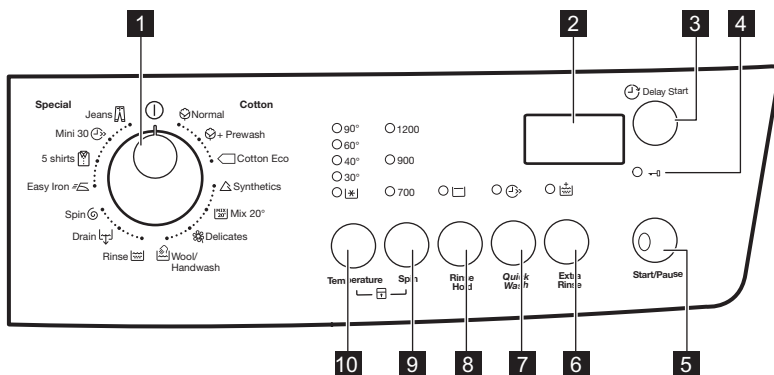 1
2
3
4
Special
Cotton
Jeans
Normal
Mini 30
+ Prewash
5 shirts
Cotton Eco
Easy Iron
Synthetics
Spin
MIX 20° Mix 20°
Drain
Delicates
Rinse
Wool/
Handwash
90°
1200
60°
40°
900
30°
700
Delay Start
Temperature
Spin
Rinse
Hold
Quick
Wash
Extra
Rinse
Start/Pause
10
9
8
7
6
5